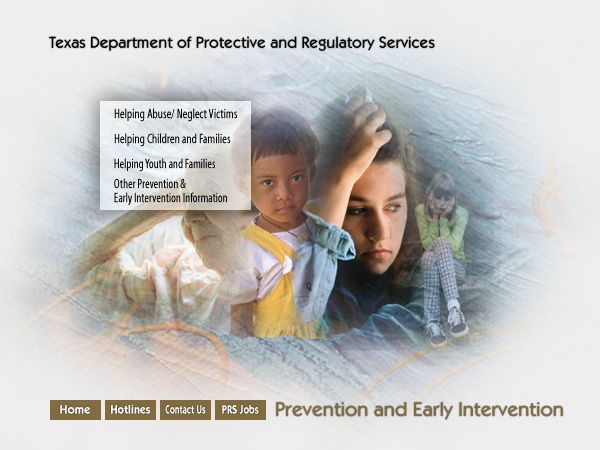 Texas Department of Protective and Regulatory Services
Helping Abuse/ Neglect Victims
Helping Children and Families
Helping Youth and Families
Other Prevention &
Early Intervention Information
Home Hotlines Contact Us PRS Jobs Prevention and Early Intervention